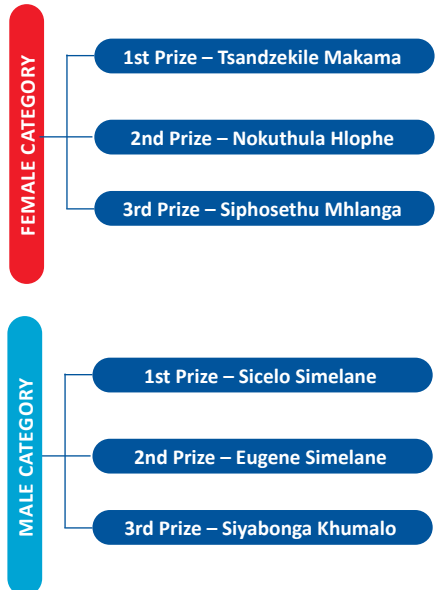 FEMALE CATEGORY
1st Prize – Tsandzekile Makama
2nd Prize – Nokuthula Hlophe
3rd Prize – Siphosethu Mhlanga
MALE CATEGORY
1st Prize – Sicelo Simelane
2nd Prize – Eugene Simelane
3rd Prize – Siyabonga Khumalo